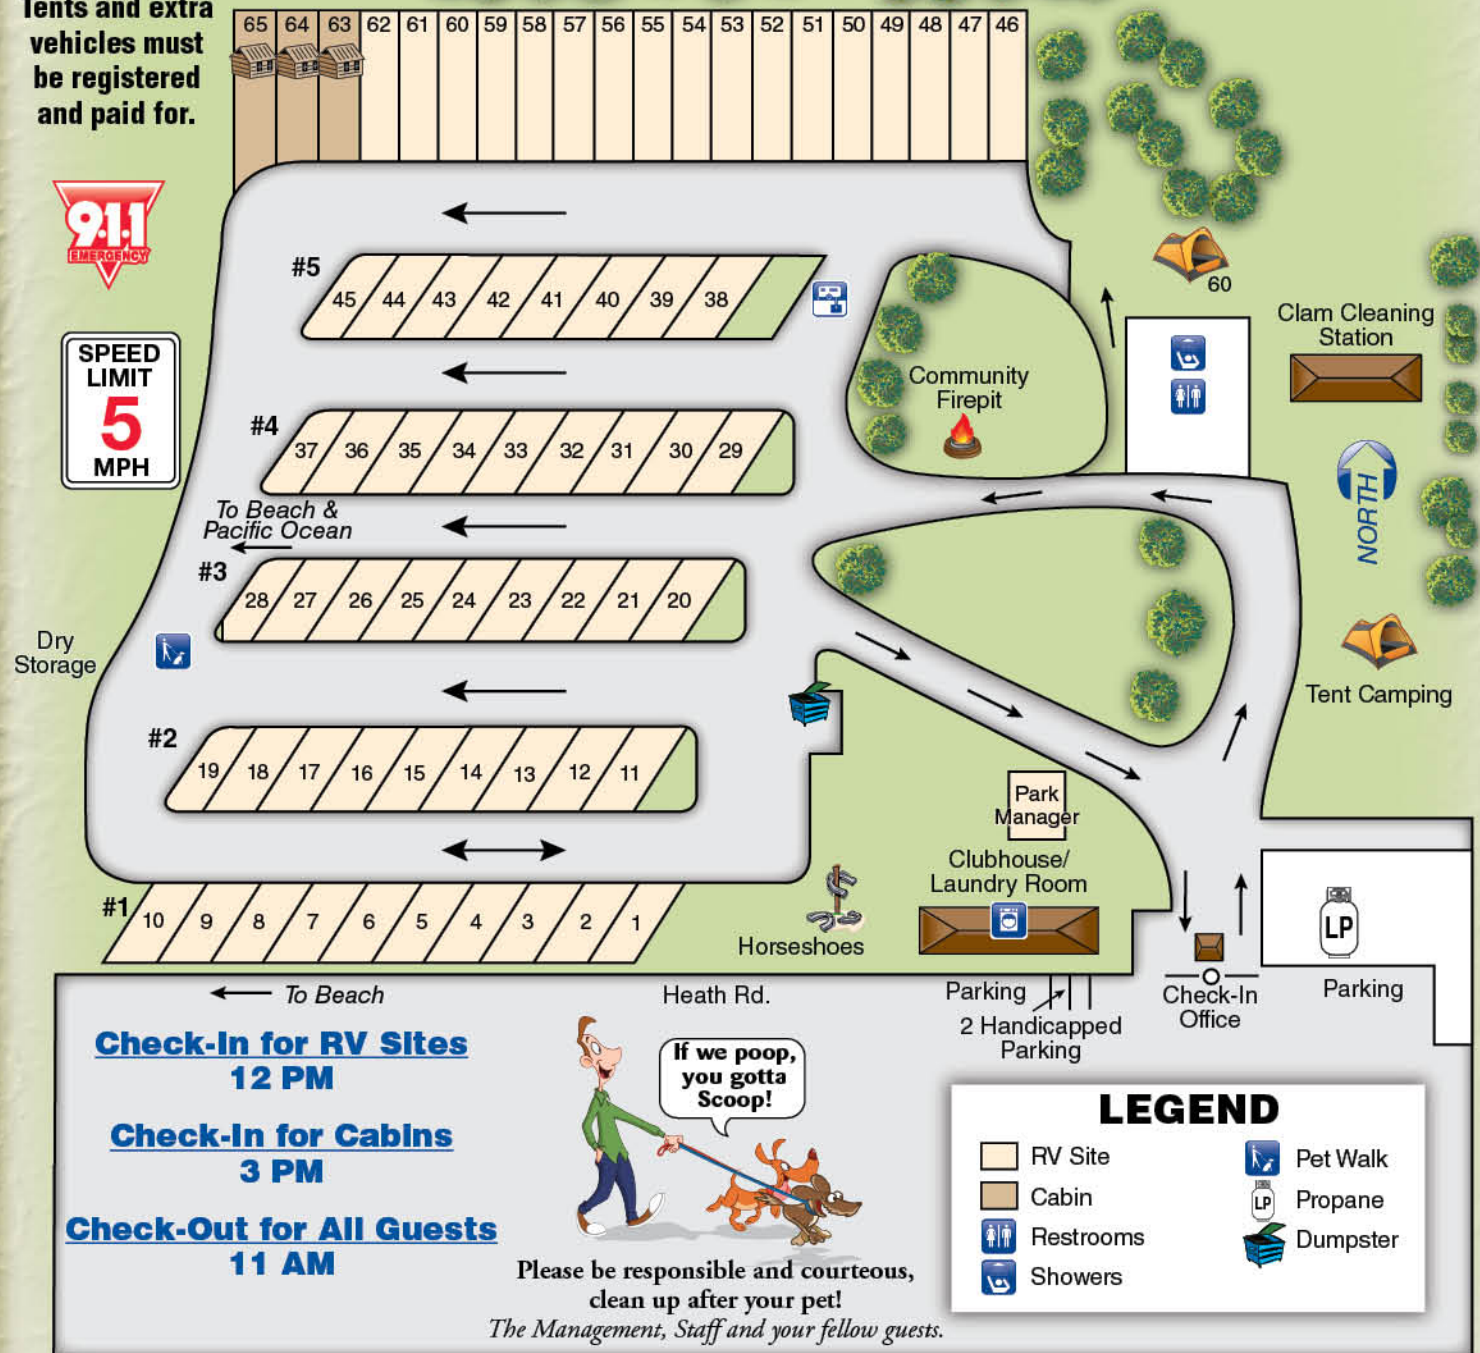 Tents and extra
vehicles must
be registered
and paid for.
65 64 63 62 61 60 59 58 57 56 55 54 53 52 51 50 49 48 47 46
9-1-1
EMERGENCY
#5
45 44 43 42 41 40 39 38
60
Clam Cleaning
Station
SPEED
LIMIT
5
MPH
Community
Firepit
#4
37 36 35 34 33 32 31 30 29
NORTH
To Beach &
Pacific Ocean
#3
28 27 26 25 24 23 22 21 20
Dry
Storage
Tent Camping
#2
19 18 17 16 15 14 13 12 11
Park
Manager
Clubhouse/
Laundry Room
#1
10 9 8 7 6 5 4 3 2 1
Horseshoes
LP
To Beach
Heath Rd.
Parking
2 Handicapped
Parking
Check-In
Office
Parking
Check-In for RV Sites
12 PM
Check-In for Cabins
3 PM
Check-Out for All Guests
11 AM
If we poop,
you gotta
Scoop!
Please be responsible and courteous,
clean up after your pet!
The Management, Staff and your fellow guests.
LEGEND
RV Site
Cabin
Restrooms
Showers
Pet Walk
LP Propane
Dumpster